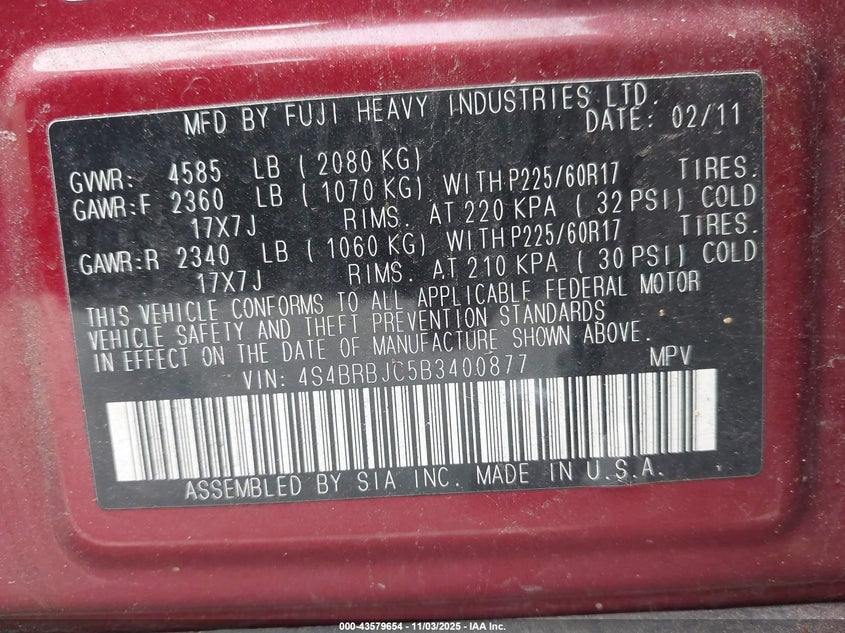 MFD BY FUJI HEAVY INDUSTRIES LTD.
DATE: 02/11
GVWR: 4585 LB ( 2080 KG)
GAWR:F 2360 LB ( 1070 KG) WITH P225/60R17 TIRES.
17X7J RIMS. AT 220 KPA ( 32 PSI) COLD
GAWR:R 2340 LB ( 1060 KG) WITH P225/60R17 TIRES.
17X7J RIMS. AT 210 KPA ( 30 PSI) COLD
THIS VEHICLE CONFORMS TO ALL APPLICABLE FEDERAL MOTOR
VEHICLE SAFETY AND THEFT PREVENTION STANDARDS
IN EFFECT ON THE DATE OF MANUFACTURE SHOWN ABOVE.
VIN: 4S4BRBJC5B3400877 MPV
ASSEMBLED BY SIA INC. MADE IN U.S.A.
000-43579654 - 11/03/2025 - IAA Inc.